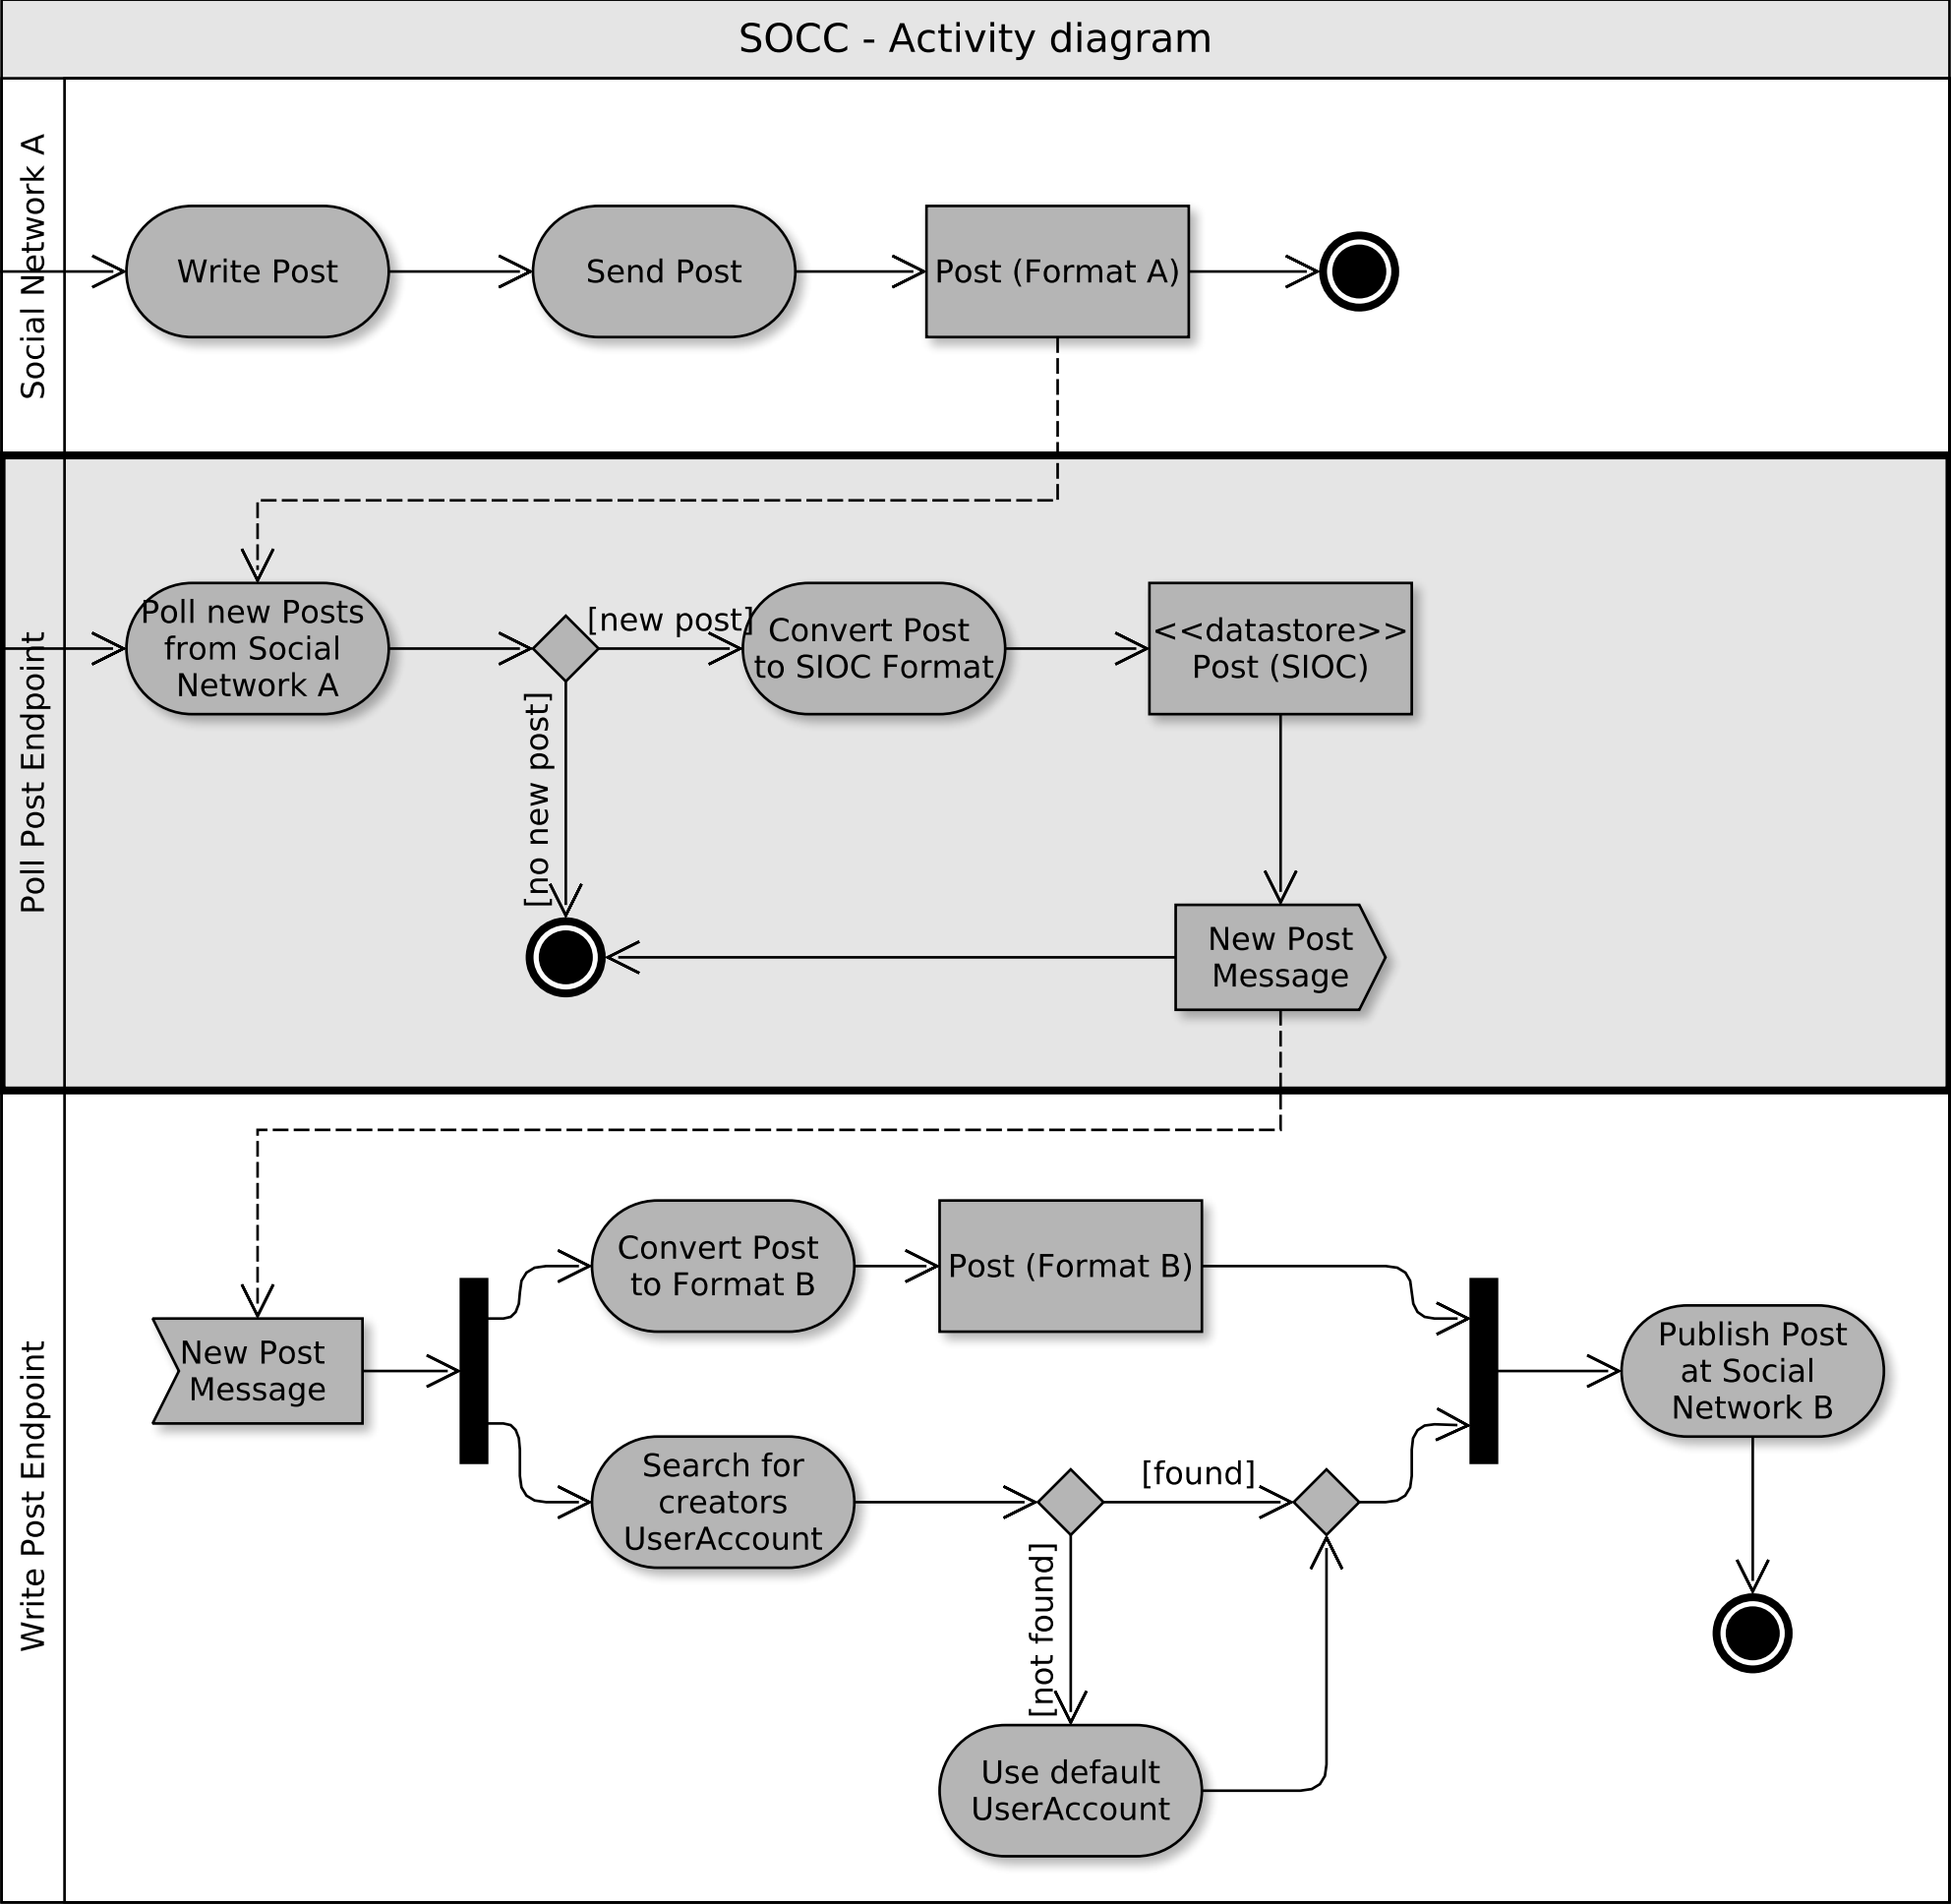 SOCC - Activity diagram
Social Network A
Write Post
Send Post
Post (Format A)
Poll Post Endpoint
Poll new Posts
from Social
Network A
[new post]
[no new post]
Convert Post
to SIOC Format
<<datastore>>
Post (SIOC)
New Post
Message
Write Post Endpoint
New Post
Message
Convert Post
to Format B
Post (Format B)
Search for
creators
UserAccount
[found]
[not found]
Use default
UserAccount
Publish Post
at Social
Network B